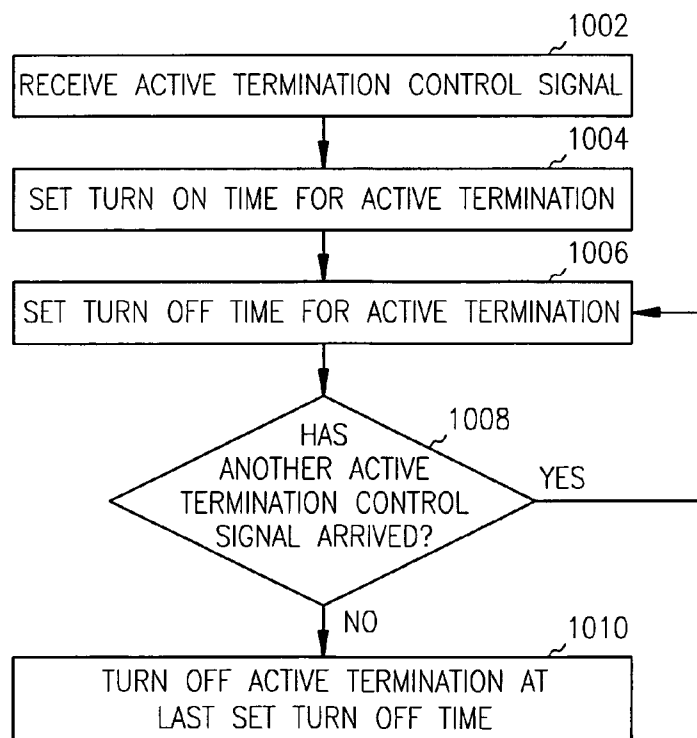 1002
RECEIVE ACTIVE TERMINATION CONTROL SIGNAL
1004
SET TURN ON TIME FOR ACTIVE TERMINATION
1006
SET TURN OFF TIME FOR ACTIVE TERMINATION
1008
HAS
ANOTHER ACTIVE
TERMINATION CONTROL
SIGNAL ARRIVED?
YES
NO
1010
TURN OFF ACTIVE TERMINATION AT
LAST SET TURN OFF TIME